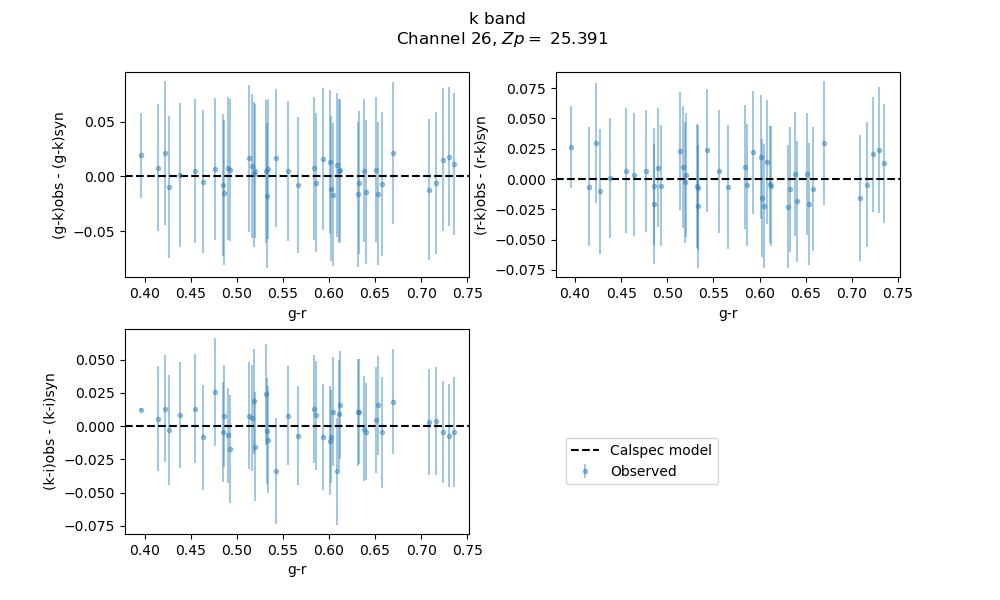 k band
Channel 26, Zp = 25.391
(g-k)obs - (g-k)syn
0.05
0.00
−0.05
0.40 0.45 0.50 0.55 0.60 0.65 0.70 0.75
g-r
(r-k)obs - (r-k)syn
0.075
0.050
0.025
0.000
−0.025
−0.050
−0.075
0.40 0.45 0.50 0.55 0.60 0.65 0.70 0.75
g-r
(k-i)obs - (k-i)syn
0.050
0.025
0.000
−0.025
−0.050
−0.075
0.40 0.45 0.50 0.55 0.60 0.65 0.70 0.75
g-r
Calspec model
Observed